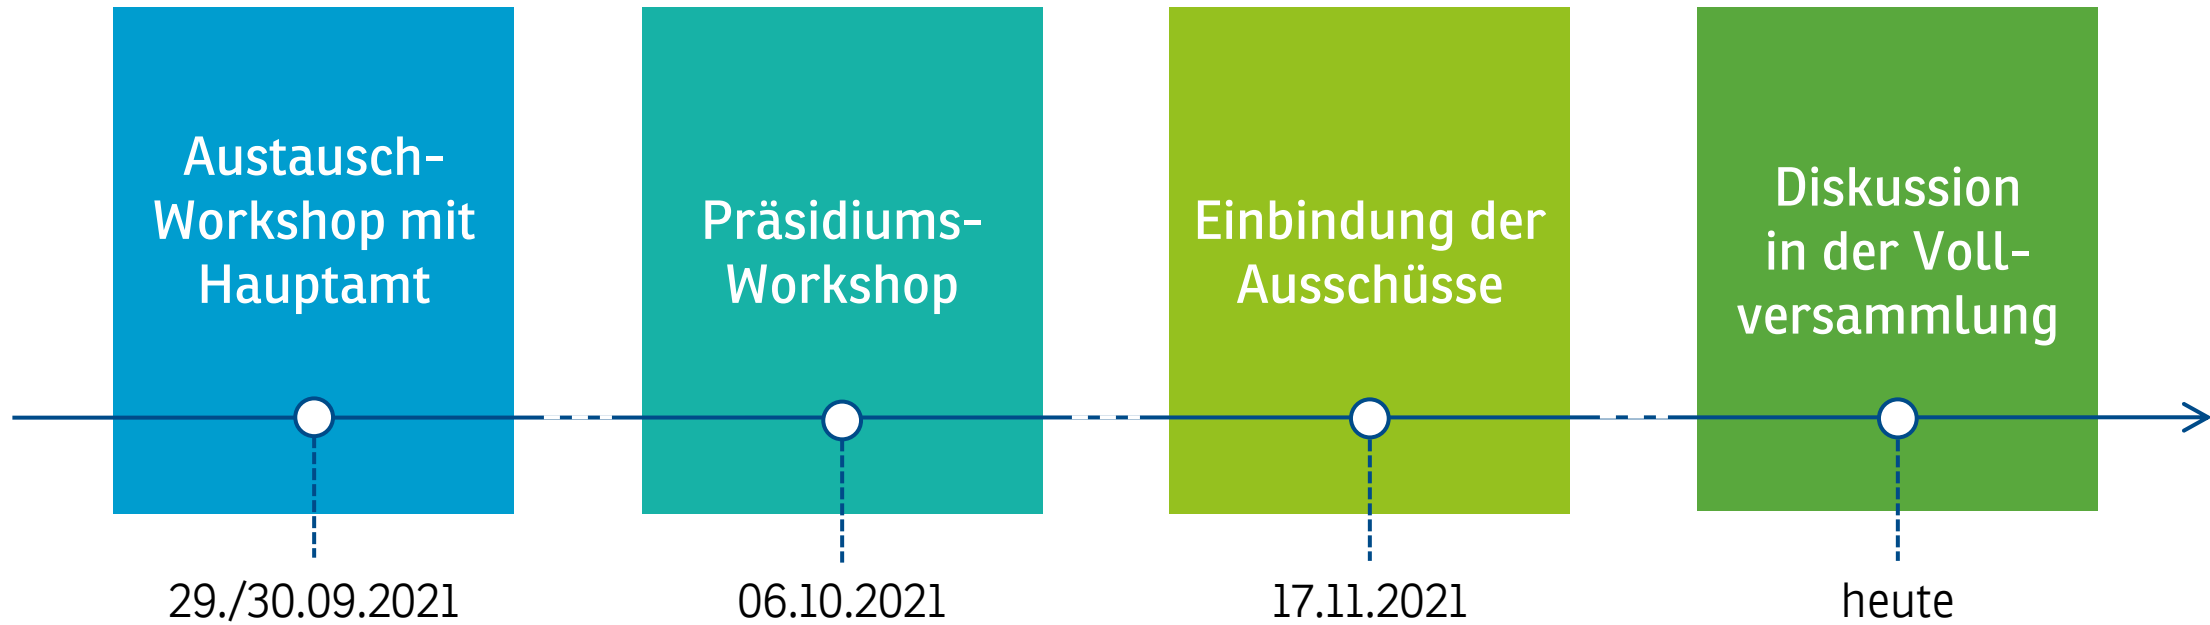 Austausch-
Workshop mit
Hauptamt
Präsidiums-
Workshop
Einbindung der
Ausschüsse
Diskussion
in der Voll-
versammlung
29./30.09.2021
06.10.2021
17.11.2021
heute